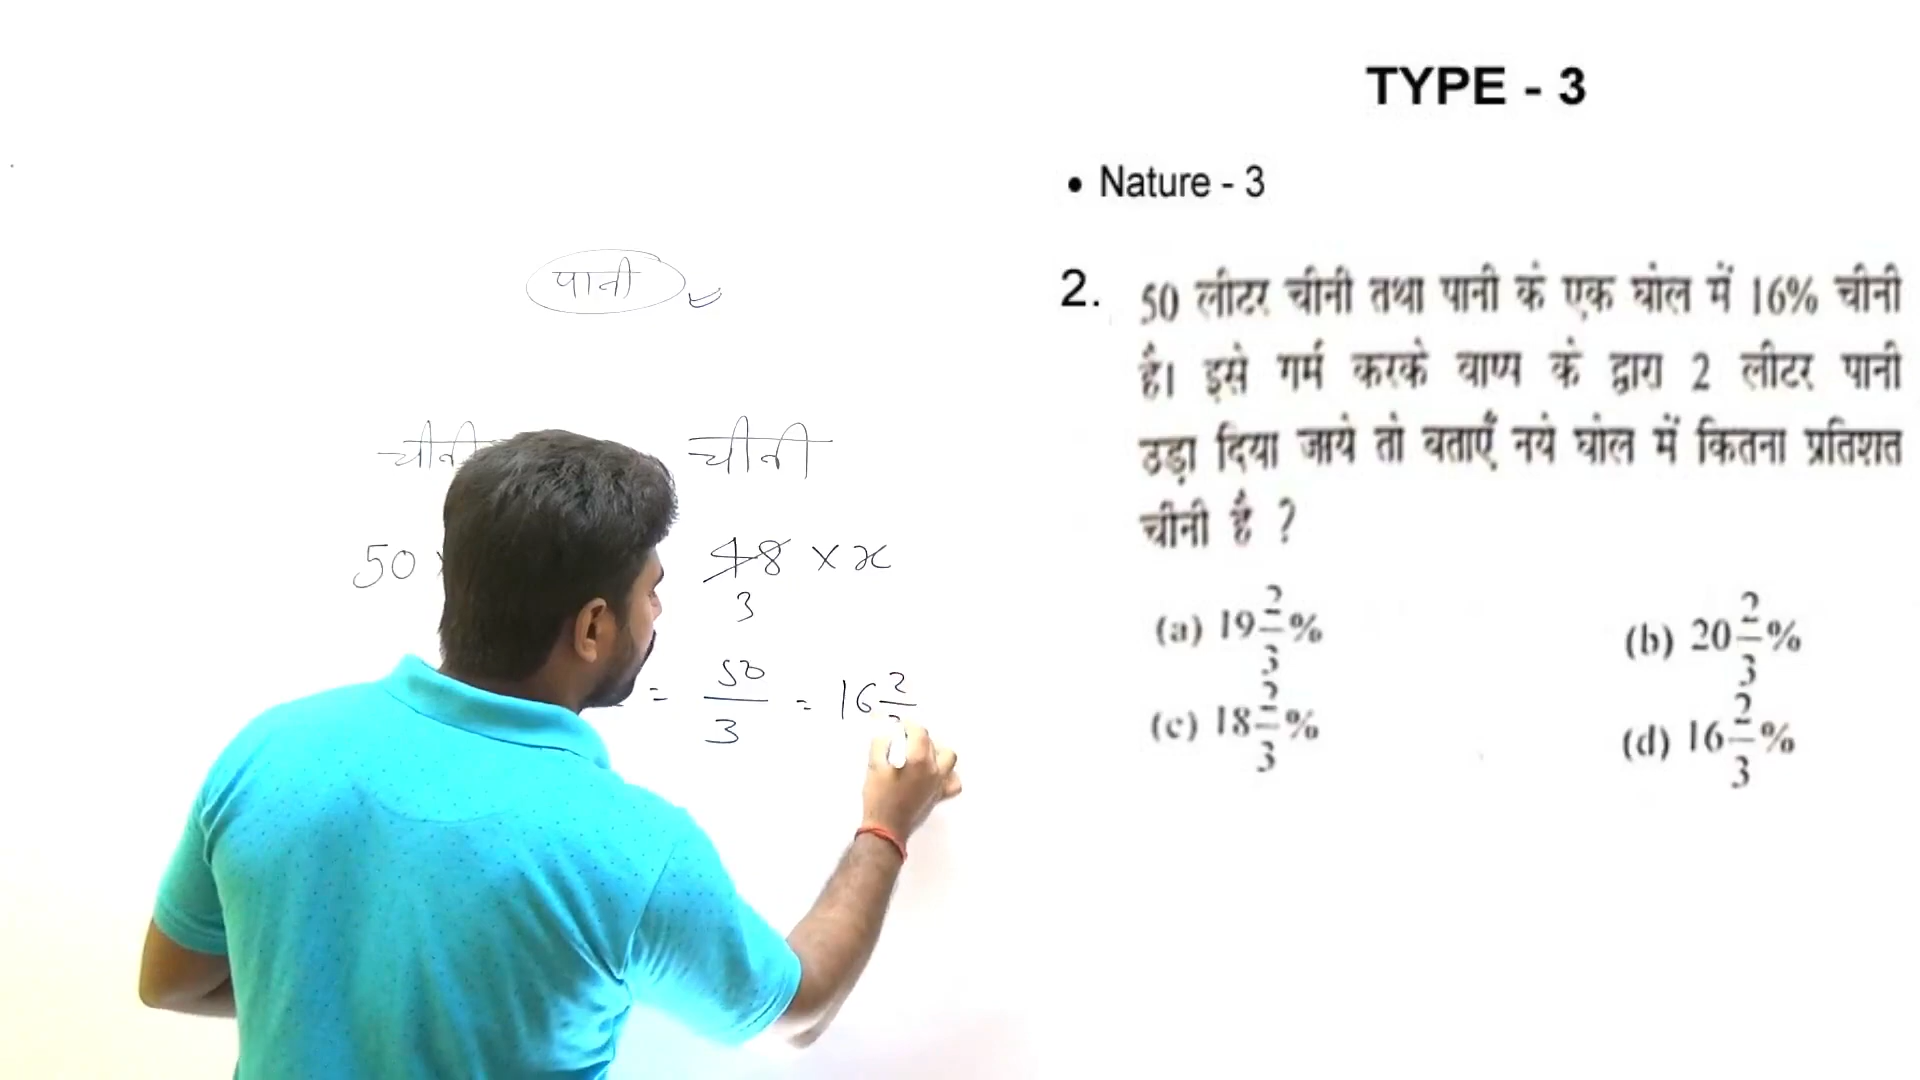 TYPE - 3
• Nature - 3
2. 50 लीटर चीनी तथा पानी के एक घोल में 16% चीनी
है। इसे गर्म करके वाष्प के द्वारा 2 लीटर पानी
उड़ा दिया जाये तो बताएँ नये घोल में कितना प्रतिशत
चीनी है ?
(a) 19 2/3 % (b) 20 2/3 %
(c) 18 2/3 % (d) 16 2/3 %
पानी
चीनी चीनी
50 48 × x
3
= 50/3 = 16 2/3